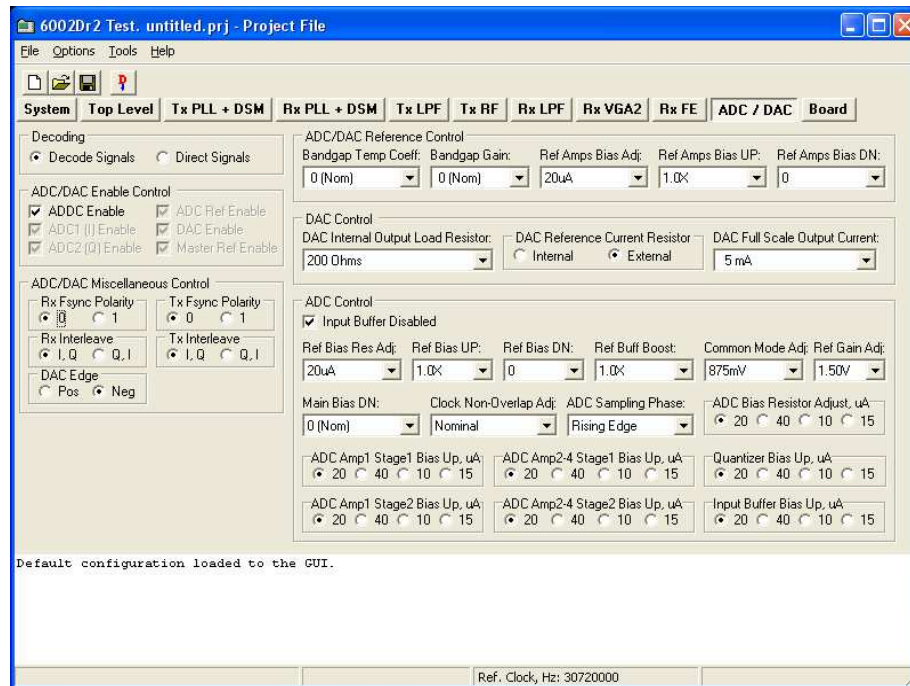 6002Dr2 Test. untitled.prj - Project File
File Options Tools Help
System Top Level Tx PLL + DSM Rx PLL + DSM Tx LPF Tx RF Rx LPF Rx VGA2 Rx FE ADC / DAC Board
Decoding
Decode Signals Direct Signals
ADC/DAC Enable Control
ADDC Enable ADC Ref Enable
ADC1 (I) Enable DAC Enable
ADC2 (Q) Enable Master Ref Enable
ADC/DAC Miscellaneous Control
Rx Fsync Polarity Tx Fsync Polarity
0 1 0 1
Rx Interleave Tx Interleave
I, Q Q, I I, Q Q, I
DAC Edge
Pos Neg
ADC/DAC Reference Control
Bandgap Temp Coeff: Bandgap Gain: Ref Amps Bias Adj: Ref Amps Bias UP: Ref Amps Bias DN:
0 (Nom) 0 (Nom) 20uA 1.0X 0
DAC Control
DAC Internal Output Load Resistor: DAC Reference Current Resistor DAC Full Scale Output Current:
200 Ohms Internal External 5 mA
ADC Control
Input Buffer Disabled
Ref Bias Res Adj: Ref Bias UP: Ref Bias DN: Ref Buff Boost: Common Mode Adj: Ref Gain Adj:
20uA 1.0X 0 1.0X 875mV 1.50V
Main Bias DN: Clock Non-Overlap Adj: ADC Sampling Phase: ADC Bias Resistor Adjust, uA
0 (Nom) Nominal Rising Edge 20 40 10 15
ADC Amp1 Stage1 Bias Up, uA ADC Amp2-4 Stage1 Bias Up, uA Quantizer Bias Up, uA
20 40 10 15 20 40 10 15 20 40 10 15
ADC Amp1 Stage2 Bias Up, uA ADC Amp2-4 Stage2 Bias Up, uA Input Buffer Bias Up, uA
20 40 10 15 20 40 10 15 20 40 10 15
Default configuration loaded to the GUI.
Ref. Clock, Hz: 30720000